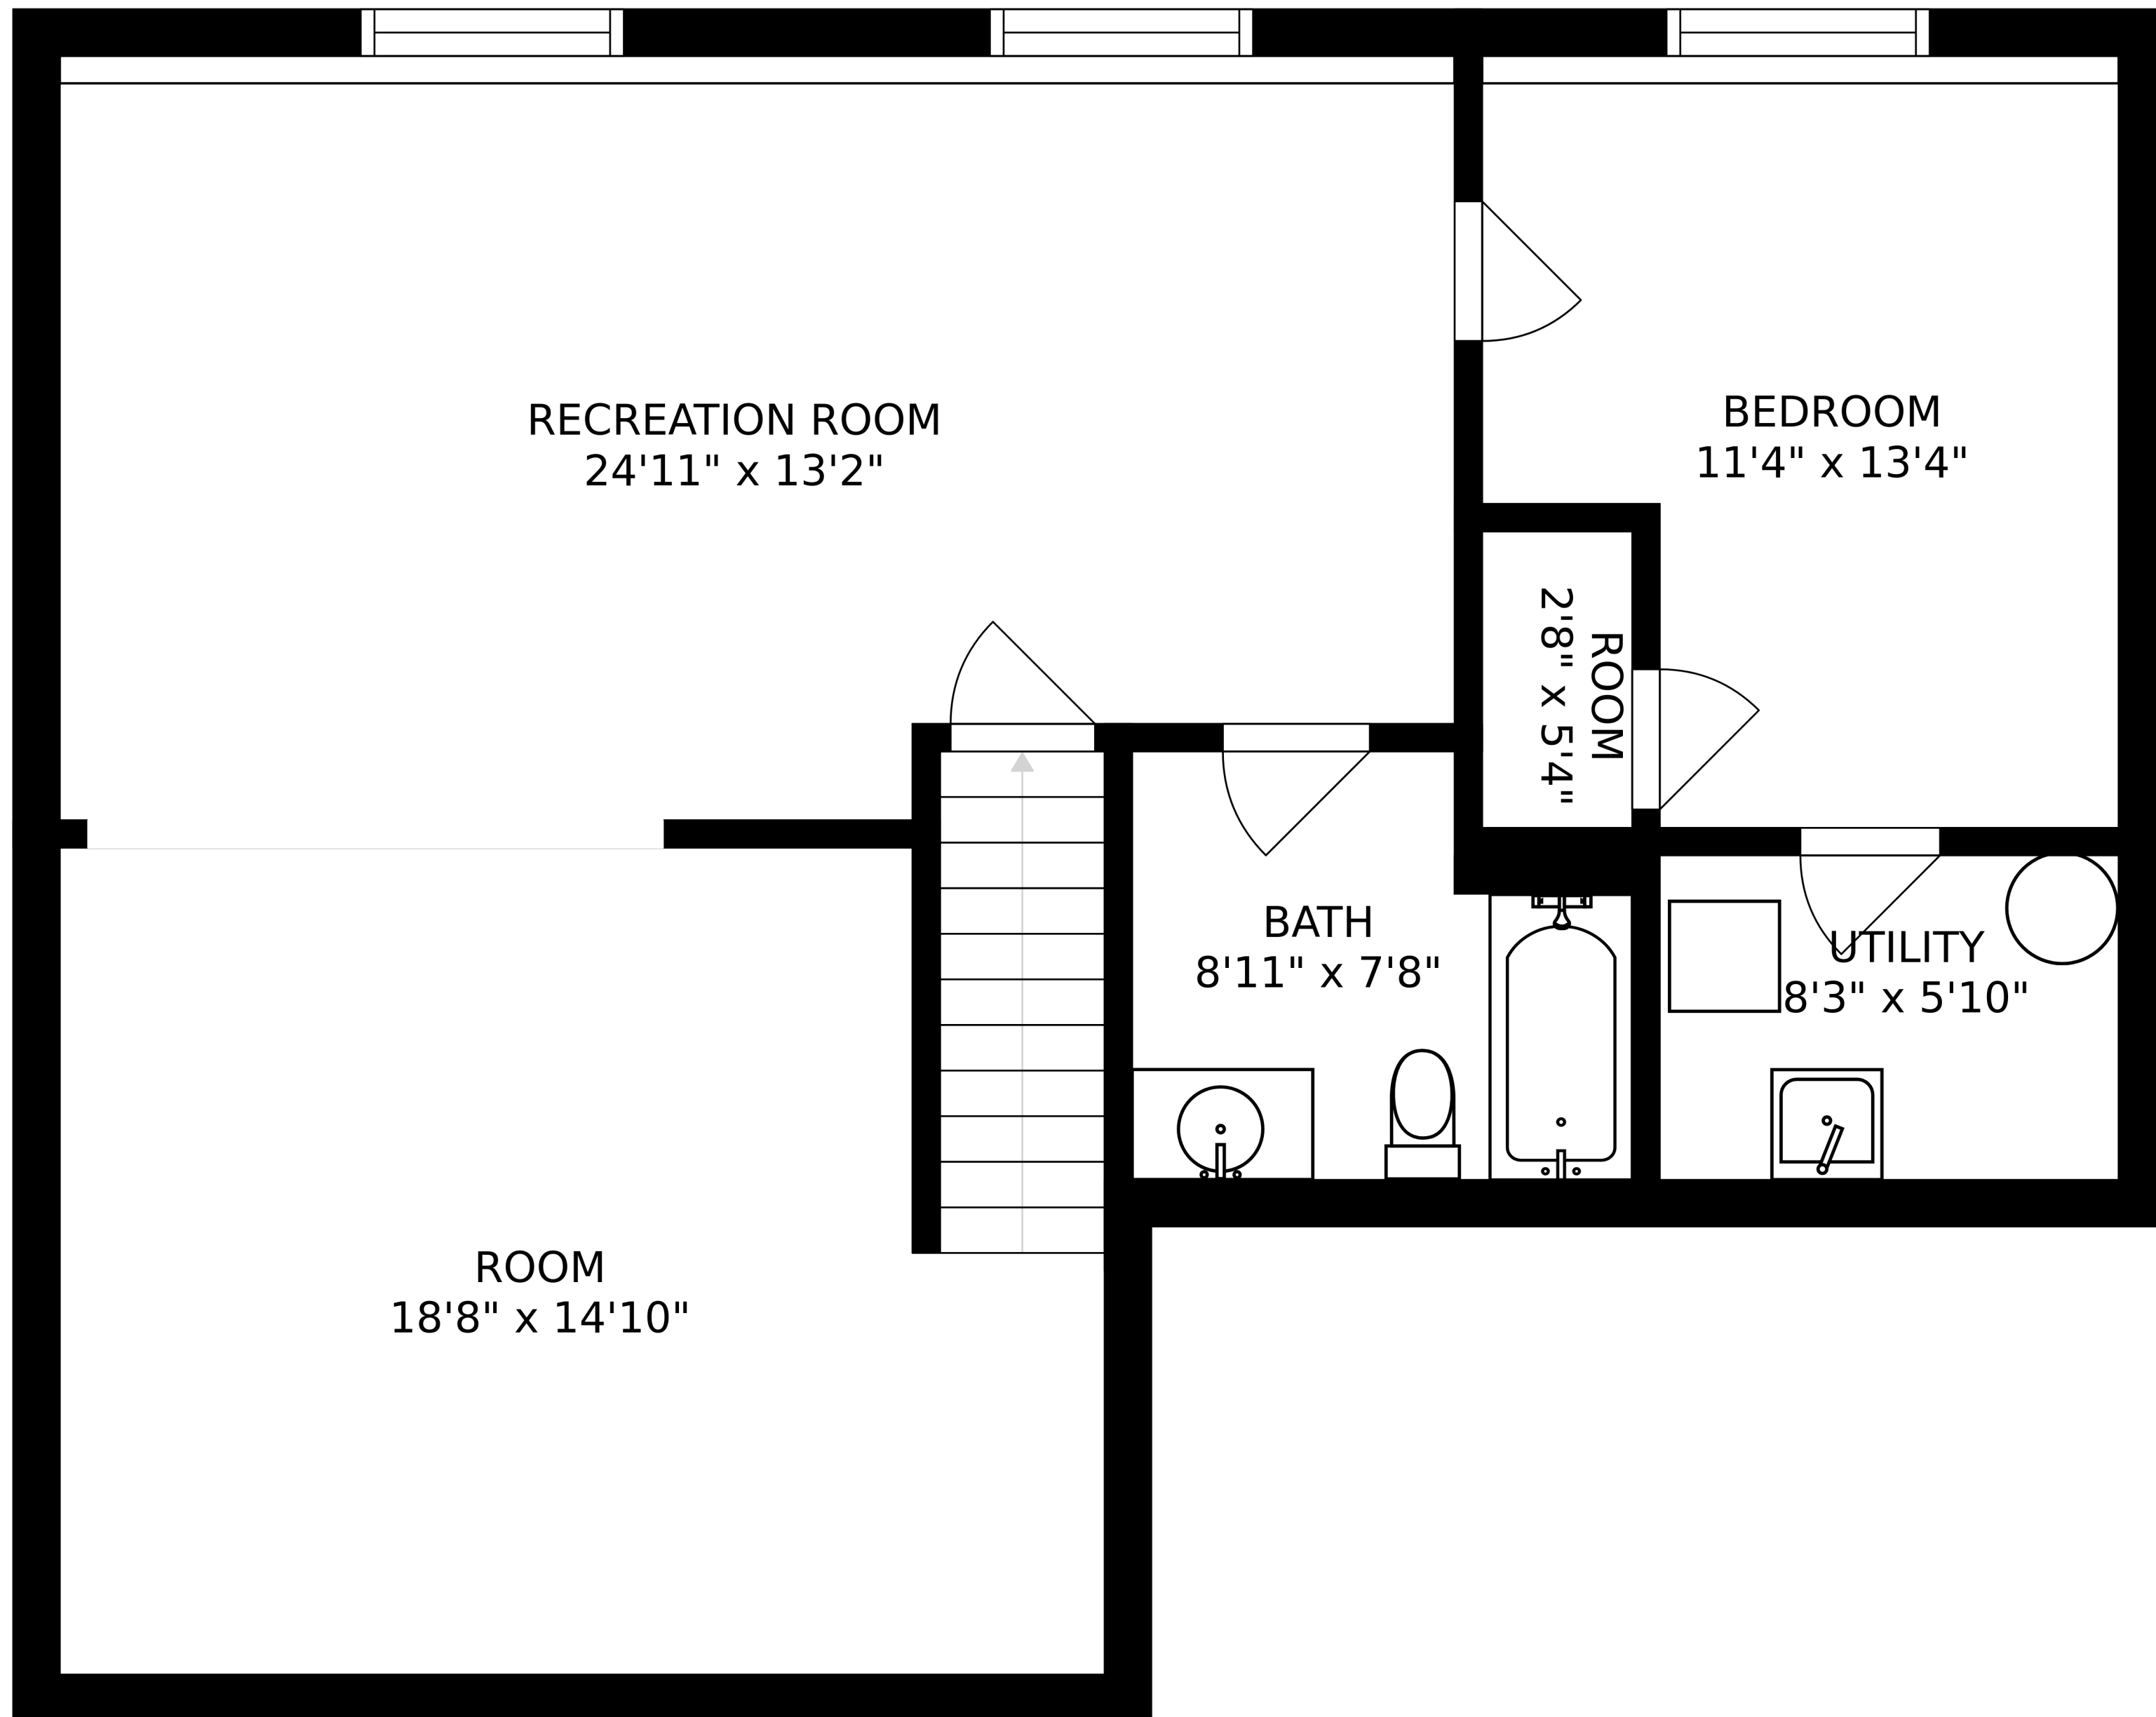 RECREATION ROOM
24'11" x 13'2"
BEDROOM
11'4" x 13'4"
ROOM
2'8" x 5'4"
BATH
8'11" x 7'8"
UTILITY
8'3" x 5'10"
ROOM
18'8" x 14'10"